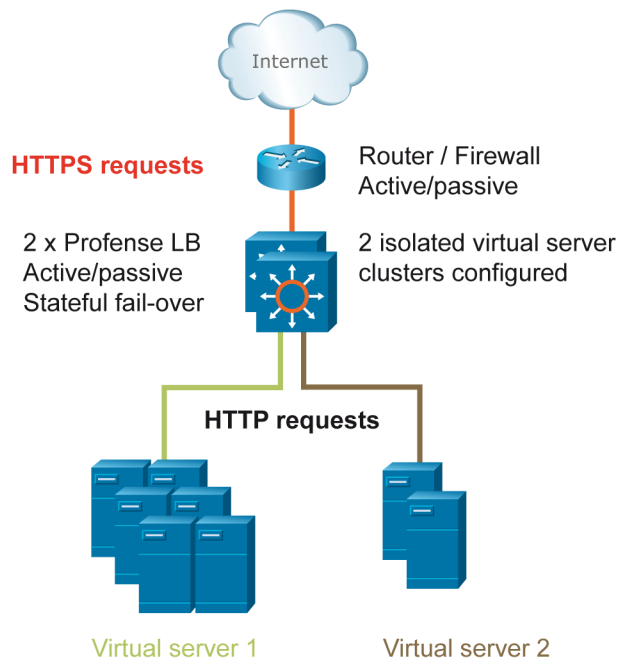 Internet
HTTPS requests
Router / Firewall
Active/passive
2 x Profense LB
Active/passive
Stateful fail-over
2 isolated virtual server
clusters configured
HTTP requests
Virtual server 1
Virtual server 2